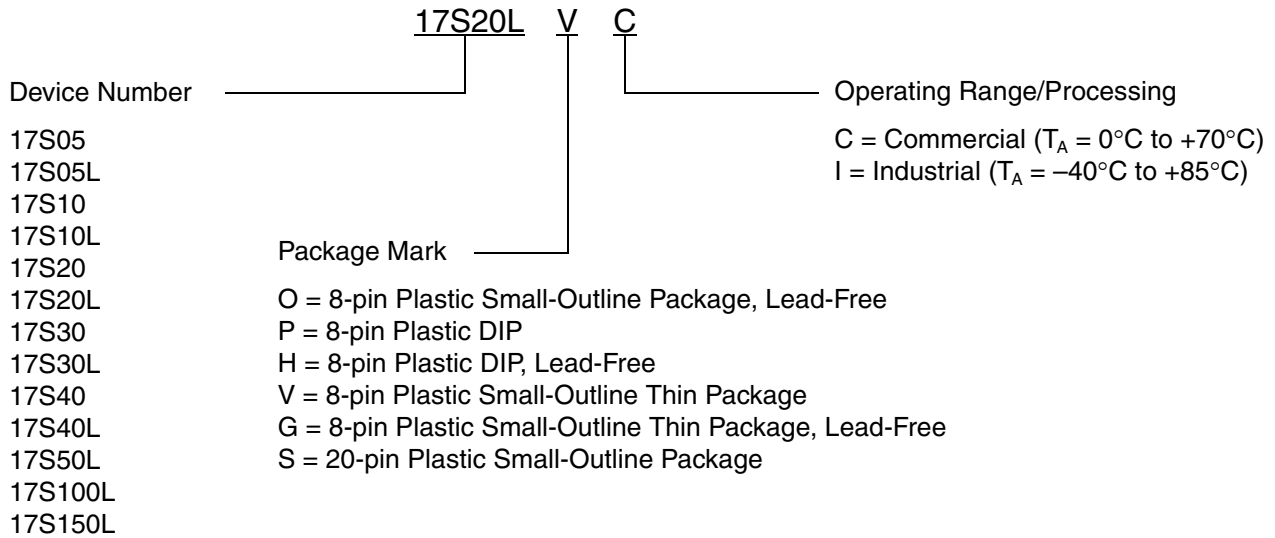 17S20L V C
Device Number
17S05
17S05L
17S10
17S10L
17S20
17S20L
17S30
17S30L
17S40
17S40L
17S50L
17S100L
17S150L
Package Mark
O = 8-pin Plastic Small-Outline Package, Lead-Free
P = 8-pin Plastic DIP
H = 8-pin Plastic DIP, Lead-Free
V = 8-pin Plastic Small-Outline Thin Package
G = 8-pin Plastic Small-Outline Thin Package, Lead-Free
S = 20-pin Plastic Small-Outline Package
Operating Range/Processing
C = Commercial (TA = 0°C to +70°C)
I = Industrial (TA = –40°C to +85°C)